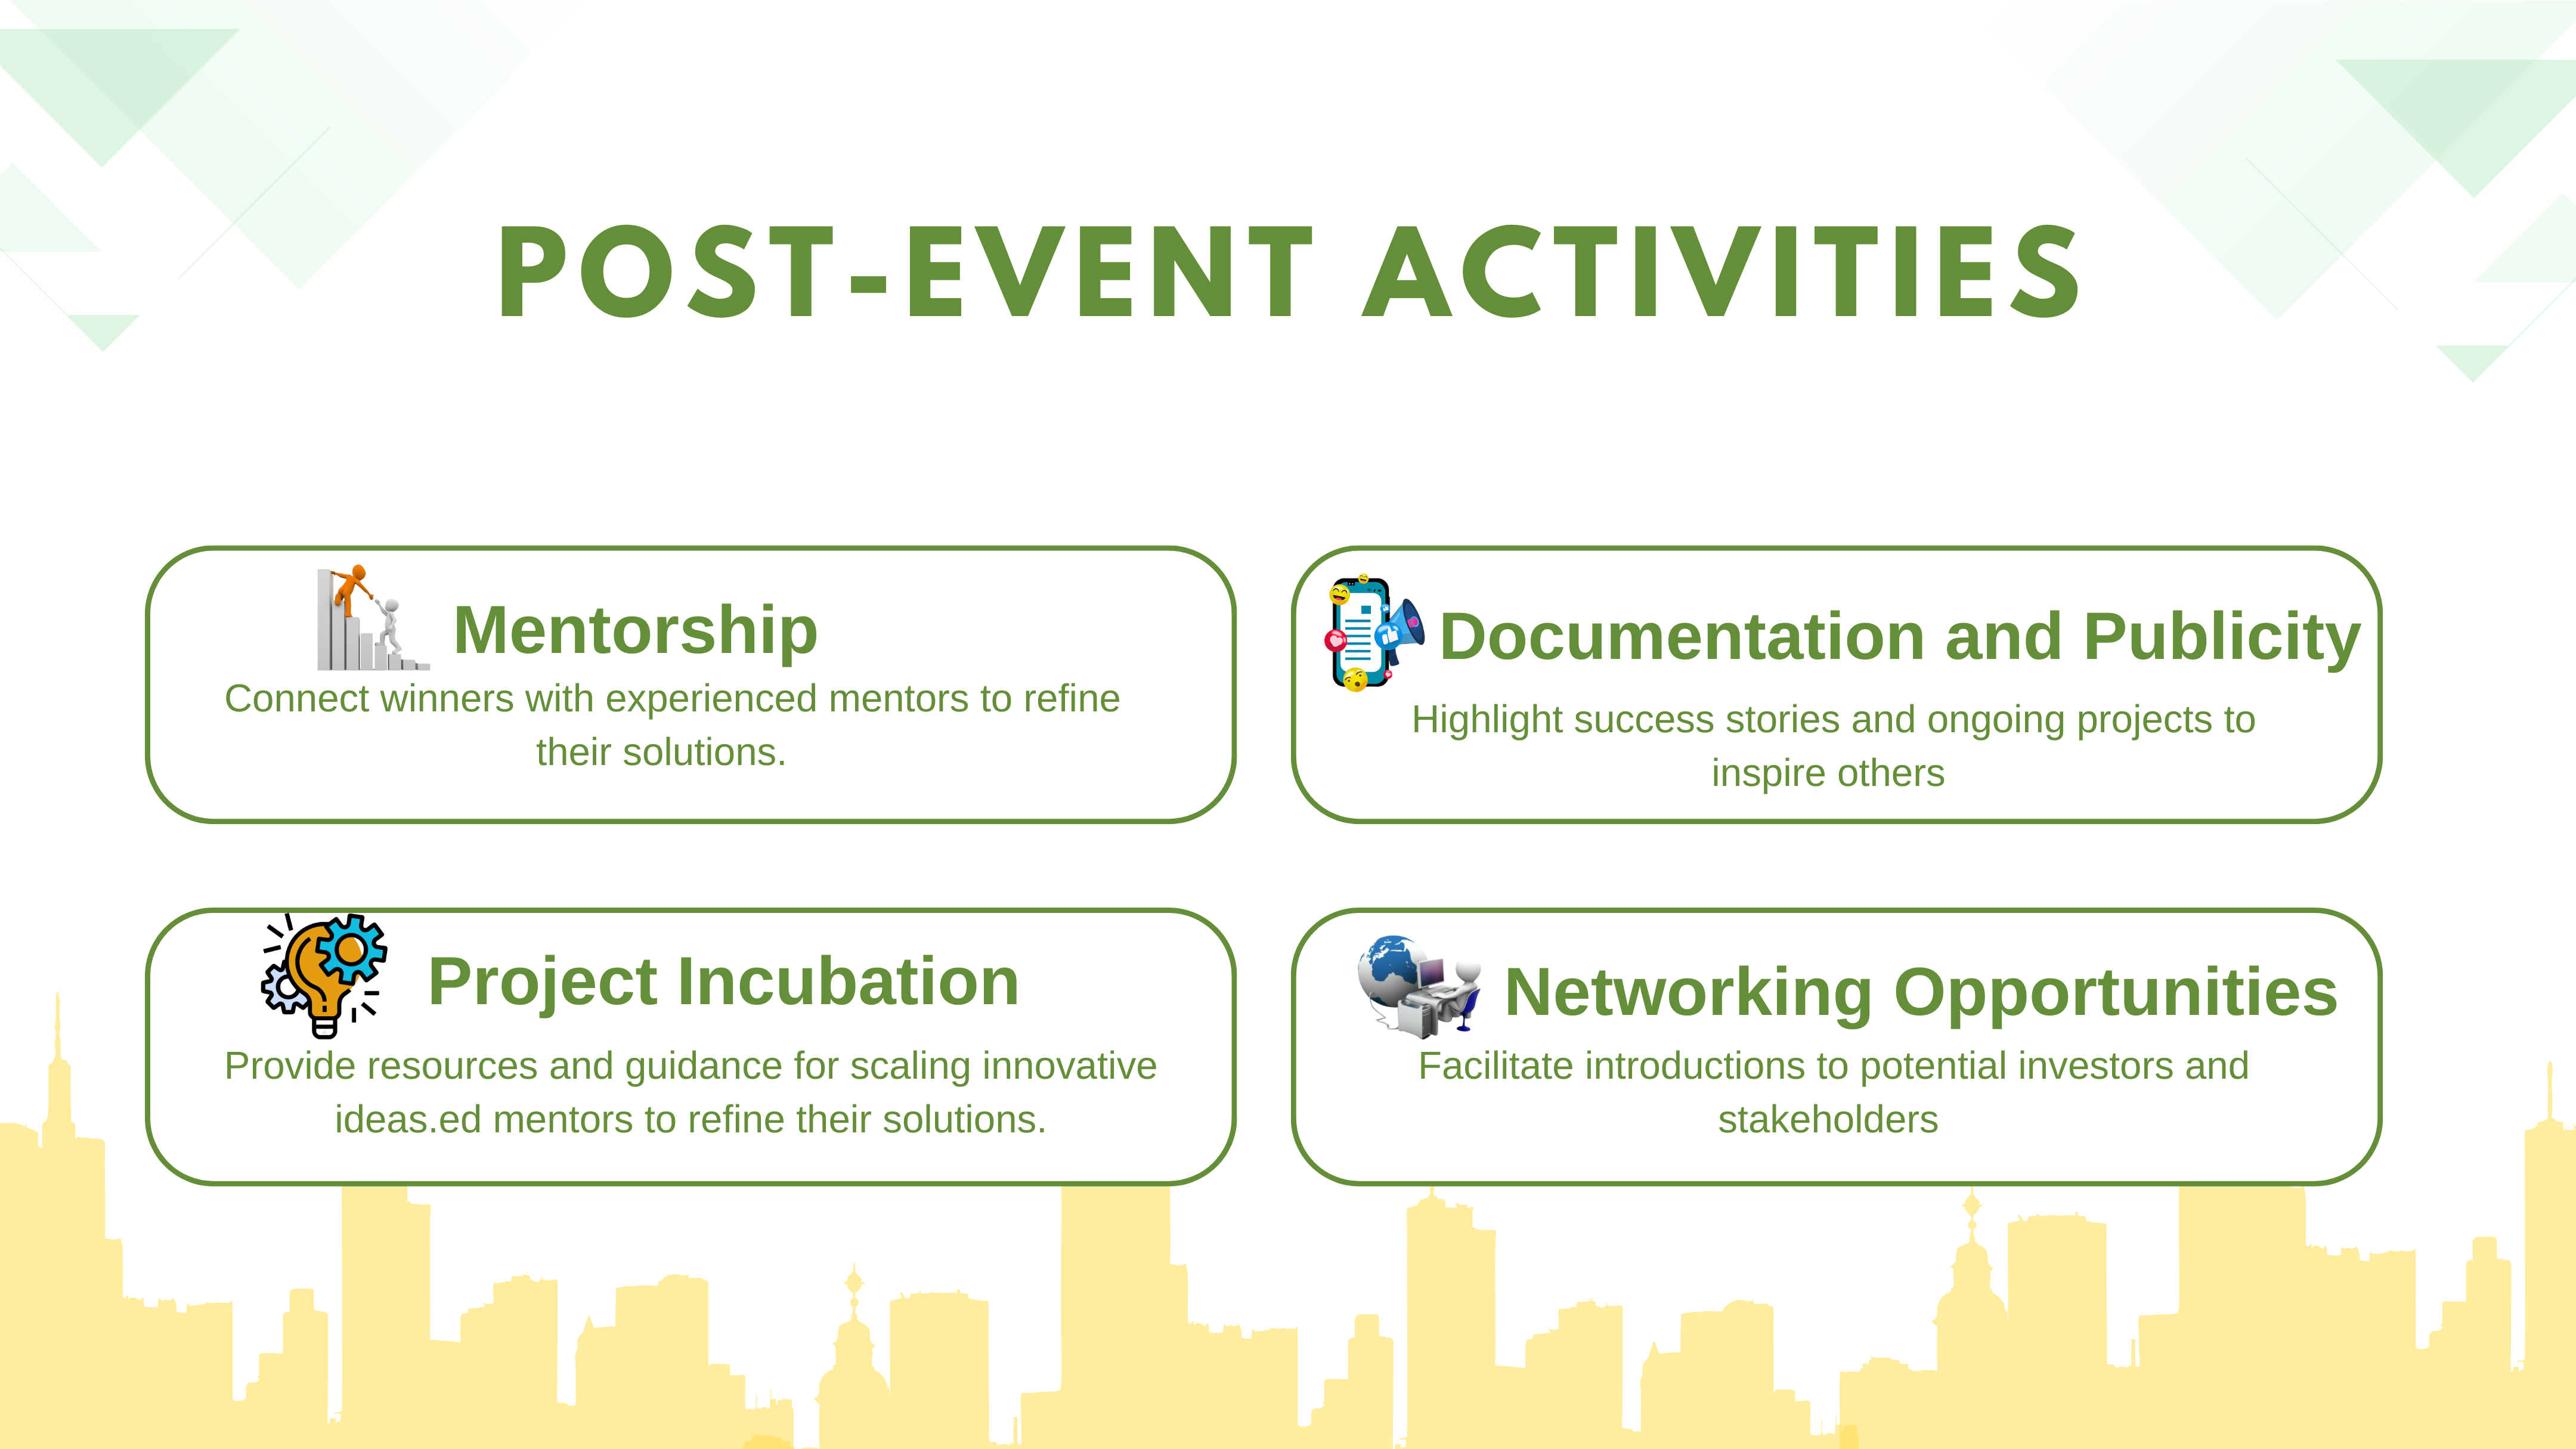 POST-EVENT ACTIVITIES
Mentorship
Connect winners with experienced mentors to refine
their solutions.
Documentation and Publicity
Highlight success stories and ongoing projects to
inspire others
Project Incubation
Provide resources and guidance for scaling innovative
ideas.ed mentors to refine their solutions.
Networking Opportunities
Facilitate introductions to potential investors and
stakeholders